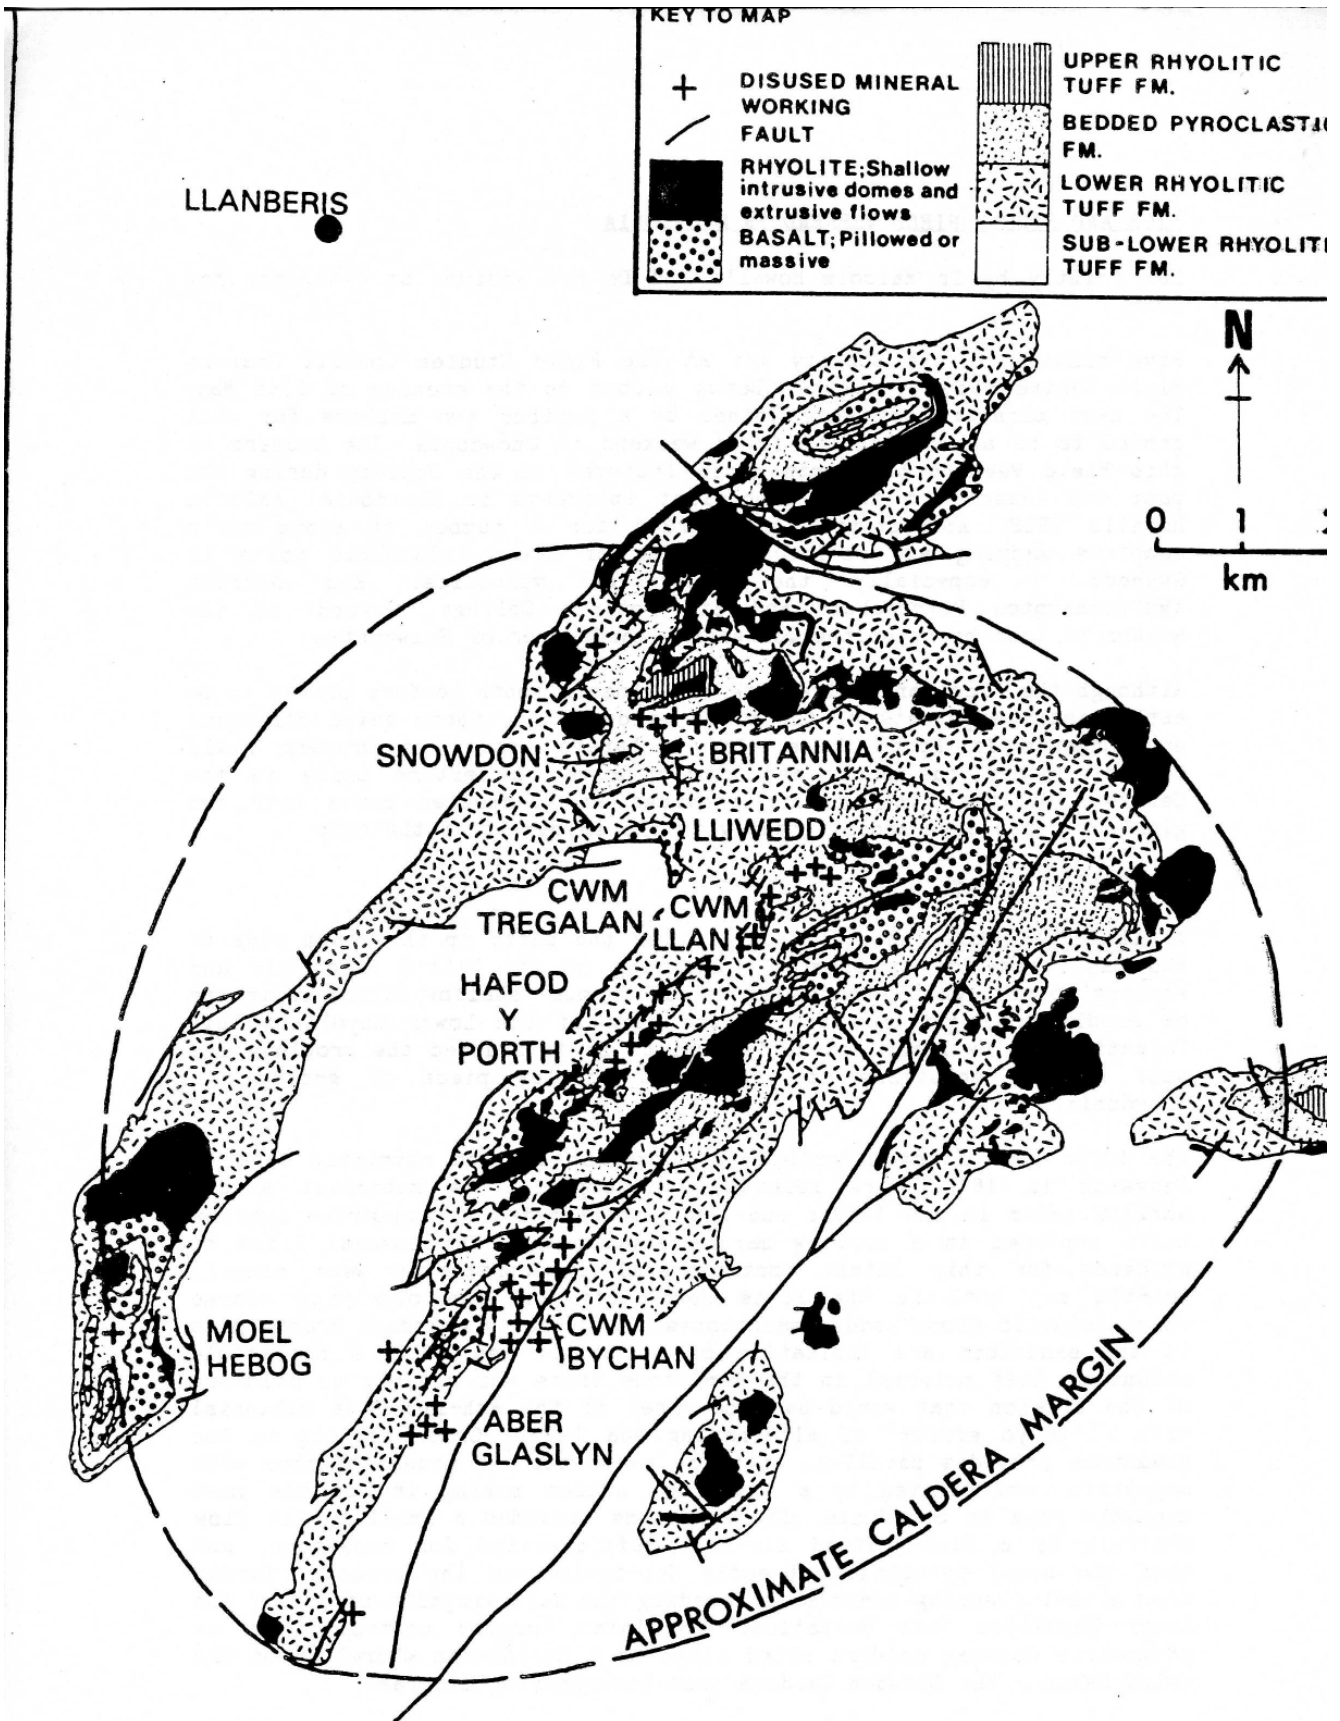 KEY TO MAP
DISUSED MINERAL
WORKING
FAULT
RHYOLITE; Shallow
intrusive domes and
extrusive flows
BASALT; Pillowed or
massive
UPPER RHYOLITIC
TUFF FM.
BEDDED PYROCLASTIC
FM.
LOWER RHYOLITIC
TUFF FM.
SUB-LOWER RHYOLITI
TUFF FM.
LLANBERIS
N
0 1
km
SNOWDON
BRITANNIA
LLIWEDD
CWM
TREGALAN
CWM
LLAN
HAFOD
Y
PORTH
MOEL
HEBOG
CWM
BYCHAN
ABER
GLASLYN
APPROXIMATE CALDERA MARGIN